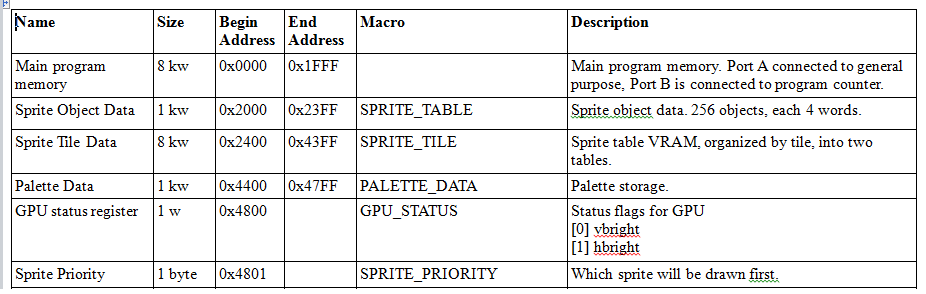 Name Size Begin Address End Address Macro Description
Main program memory 8 kw 0x0000 0x1FFF Main program memory. Port A connected to general purpose, Port B is connected to program counter.
Sprite Object Data 1 kw 0x2000 0x23FF SPRITE_TABLE Sprite object data. 256 objects, each 4 words.
Sprite Tile Data 8 kw 0x2400 0x43FF SPRITE_TILE Sprite table VRAM, organized by tile, into two tables.
Palette Data 1 kw 0x4400 0x47FF PALETTE_DATA Palette storage.
GPU status register 1 w 0x4800 GPU_STATUS Status flags for GPU
[0] vbright
[1] hbright
Sprite Priority 1 byte 0x4801 SPRITE_PRIORITY Which sprite will be drawn first.